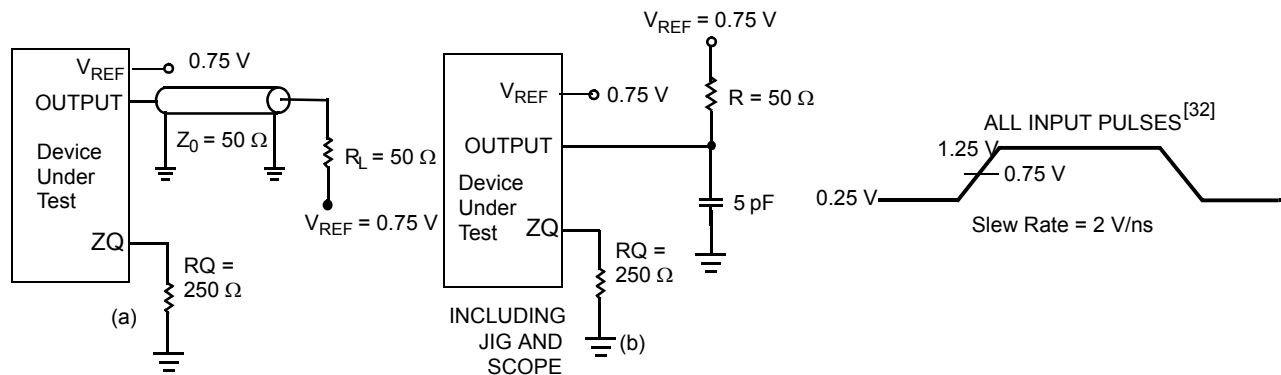 V_REF 0.75 V
OUTPUT
Z_0 = 50 Ω
Device
Under
Test
R_L = 50 Ω
V_REF = 0.75 V
ZQ
RQ =
250 Ω
(a)
V_REF = 0.75 V
R = 50 Ω
V_REF 0.75 V
OUTPUT
Device
Under
Test
5 pF
ZQ
RQ =
250 Ω
INCLUDING
JIG AND
SCOPE
(b)
ALL INPUT PULSES[32]
1.25 V
0.75 V
0.25 V
Slew Rate = 2 V/ns